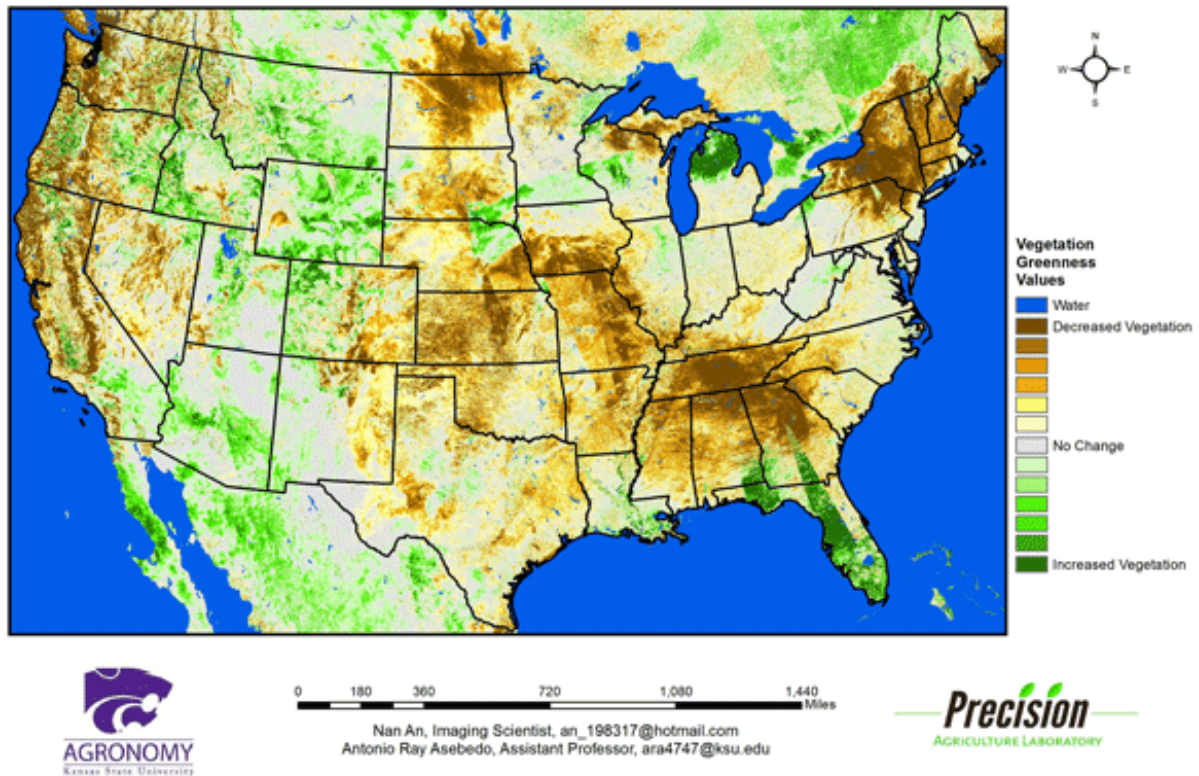 N
W E
S
Vegetation
Greenness
Values
Water
Decreased Vegetation
No Change
Increased Vegetation
0 180 360 720 1,080 1,440
Miles
Nan An, Imaging Scientist, an_198317@hotmail.com
Antonio Ray Asebedo, Assistant Professor, ara4747@ksu.edu
AGRONOMY
Kansas State University
Precision
AGRICULTURE LABORATORY